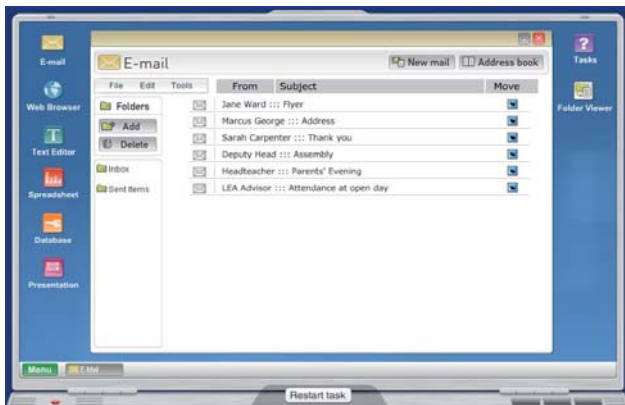 E-mail
New mail
Address book
File Edit Tools
From Subject Move
Folders
Add
Delete
Inbox
Sent Items
Jane Ward ::: Flyer
Marcus George ::: Address
Sarah Carpenter ::: Thank you
Deputy Head ::: Assembly
Headteacher ::: Parents' Evening
LEA Advisor ::: Attendance at open day
E-mail
Web Browser
Text Editor
Spreadsheet
Database
Presentation
Tasks
Folder Viewer
Menu
Restart task